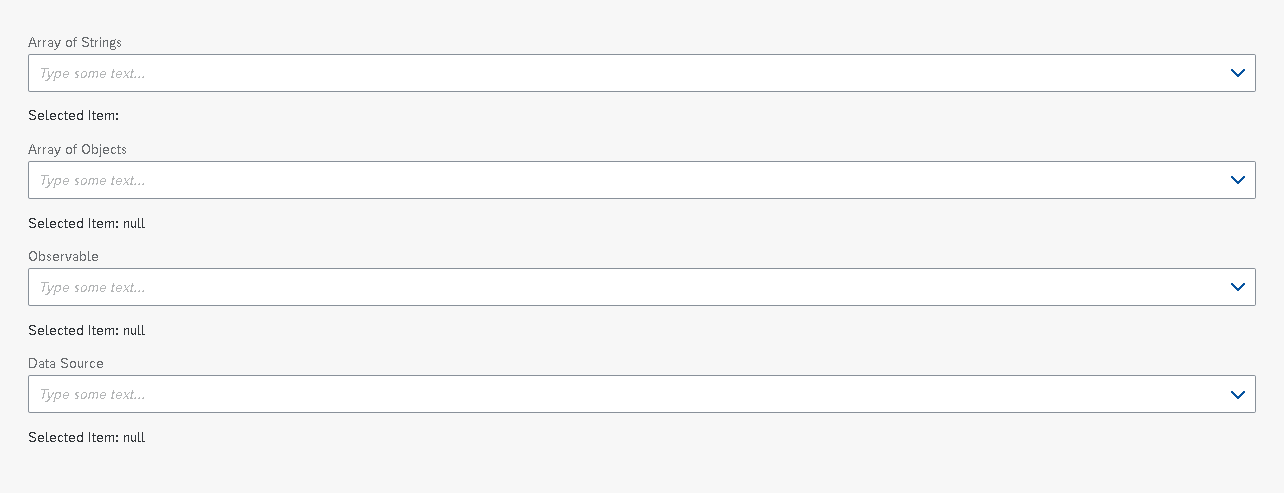 Array of Strings
Type some text...
Selected Item:
Array of Objects
Type some text...
Selected Item: null
Observable
Type some text...
Selected Item: null
Data Source
Type some text...
Selected Item: null